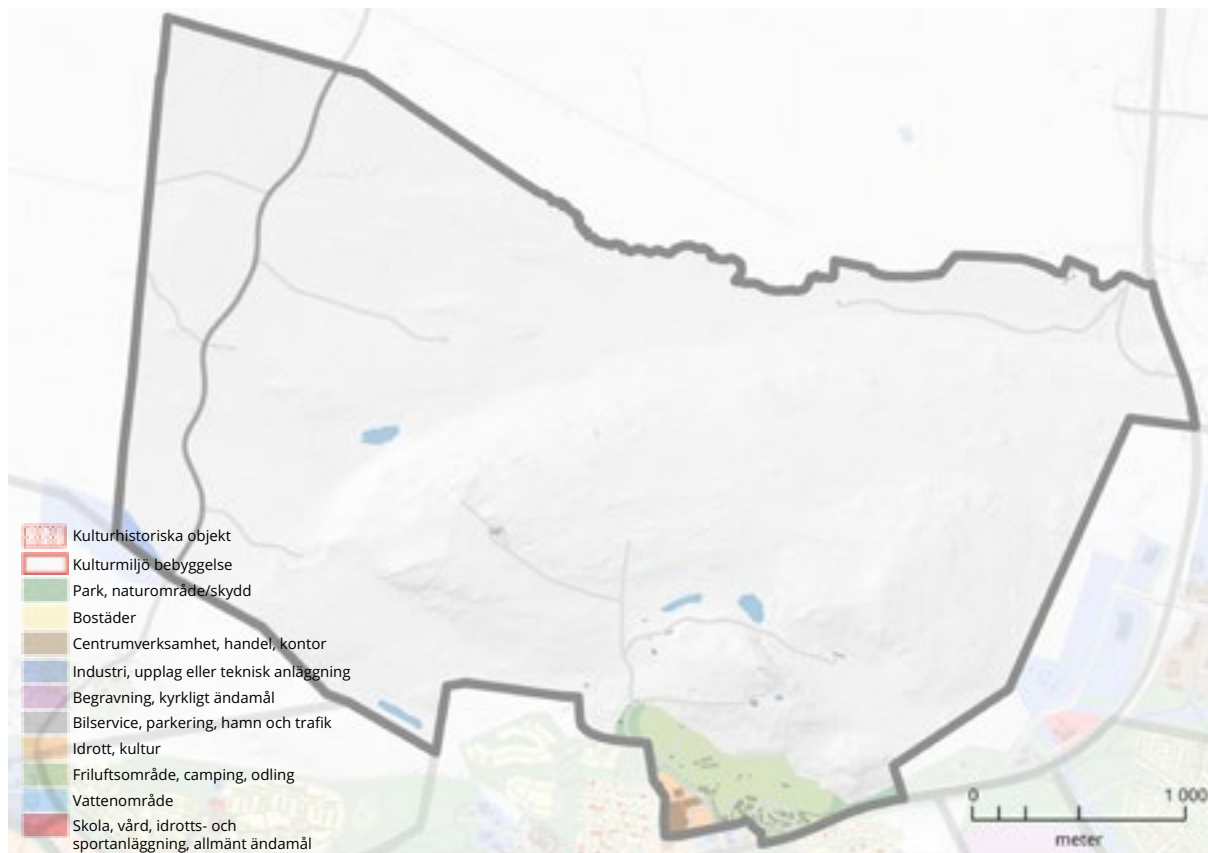 Kulturhistoriska objekt
Kulturmiljö bebyggelse
Park, naturområde/skydd
Bostäder
Centrumverksamhet, handel, kontor
Industri, upplag eller teknisk anläggning
Begravning, kyrkligt ändamål
Bilservice, parkering, hamn och trafik
Idrott, kultur
Friluftsområde, camping, odling
Vattenområde
Skola, vård, idrotts- och
sportanläggning, allmänt ändamål
0 1 000
meter